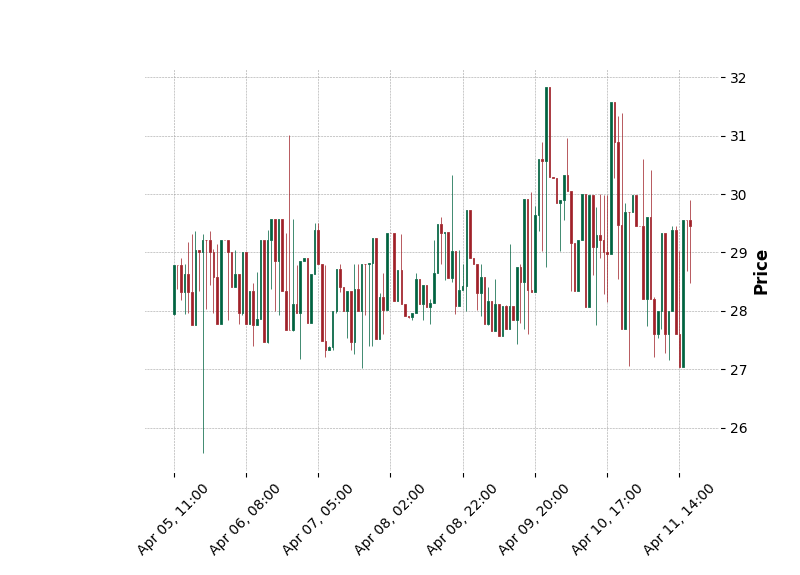 32
31
30
29
28
27
26
Price
Apr 05, 11:00
Apr 06, 08:00
Apr 07, 05:00
Apr 08, 02:00
Apr 08, 22:00
Apr 09, 20:00
Apr 10, 17:00
Apr 11, 14:00